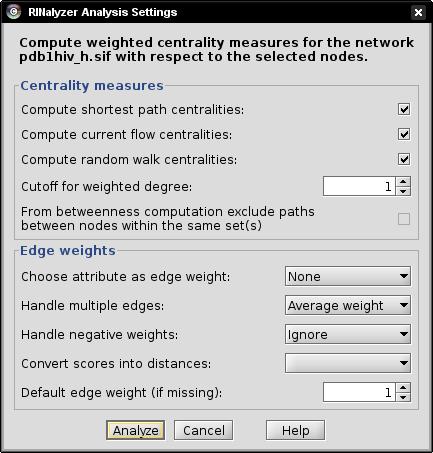 RINalyzer Analysis Settings
Compute weighted centrality measures for the network
pdb1hiv_h.sif with respect to the selected nodes.
Centrality measures
Compute shortest path centralities:
Compute current flow centralities:
Compute random walk centralities:
Cutoff for weighted degree: 1
From betweenness computation exclude paths
between nodes within the same set(s)
Edge weights
Choose attribute as edge weight: None
Handle multiple edges: Average weight
Handle negative weights: Ignore
Convert scores into distances:
Default edge weight (if missing): 1
Analyze Cancel Help